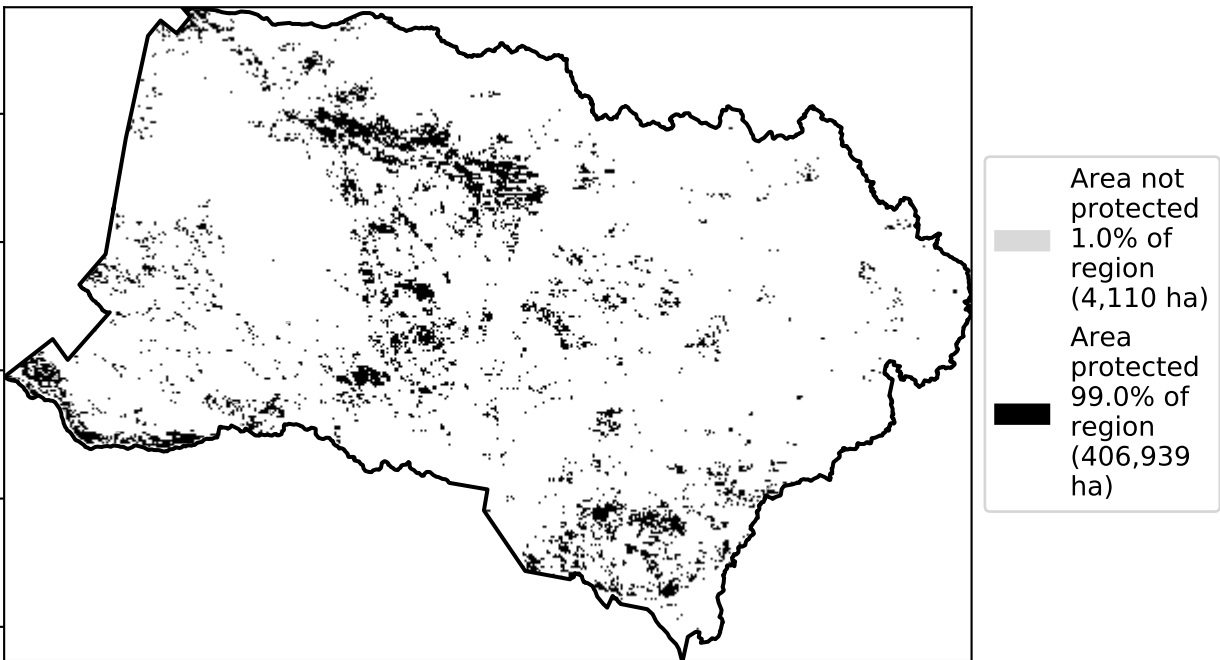 Area not
protected
1.0% of
region
(4,110 ha)
Area
protected
99.0% of
region
(406,939
ha)